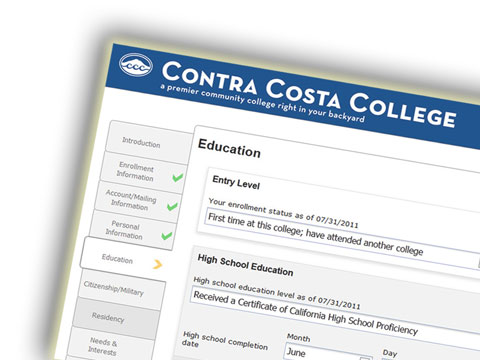 CCC
CONTRA COSTA COLLEGE
a premier community college right in your backyard
Introduction
Enrollment
Information
Account/Mailing
Information
Personal
Information
Education
Citizenship/Military
Residency
Needs &
Interests
Education
Entry Level
Your enrollment status as of 07/31/2011
First time at this college; have attended another college
High School Education
High school education level as of 07/31/2011
Received a Certificate of California High School Proficiency
High school completion
date
Month
Day
June